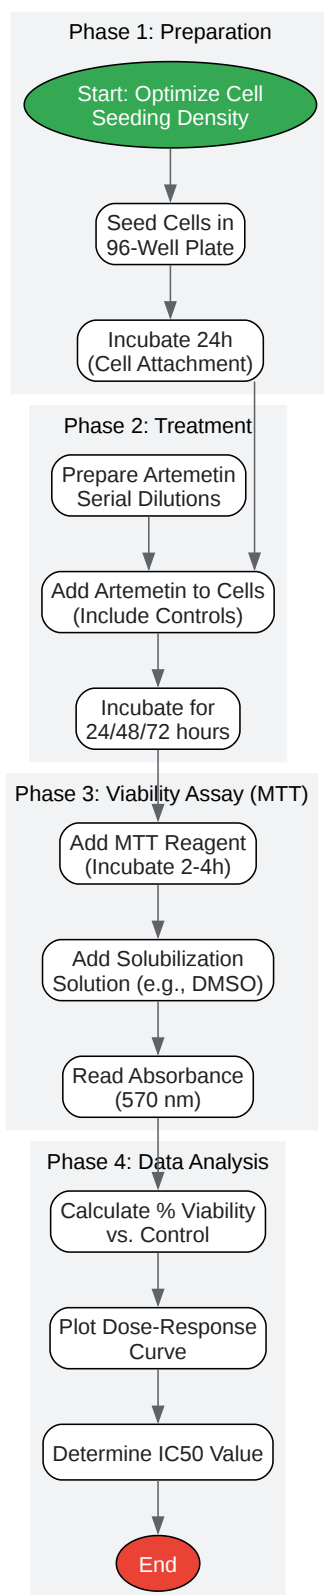 Phase 1: Preparation
Start: Optimize Cell
Seeding Density
Seed Cells in
96-Well Plate
Incubate 24h
(Cell Attachment)
Phase 2: Treatment
Prepare Artemetin
Serial Dilutions
Add Artemetin to Cells
(Include Controls)
Incubate for
24/48/72 hours
Phase 3: Viability Assay (MTT)
Add MTT Reagent
(Incubate 2-4h)
Add Solubilization
Solution (e.g., DMSO)
Read Absorbance
(570 nm)
Phase 4: Data Analysis
Calculate % Viability
vs. Control
Plot Dose-Response
Curve
Determine IC50 Value
End